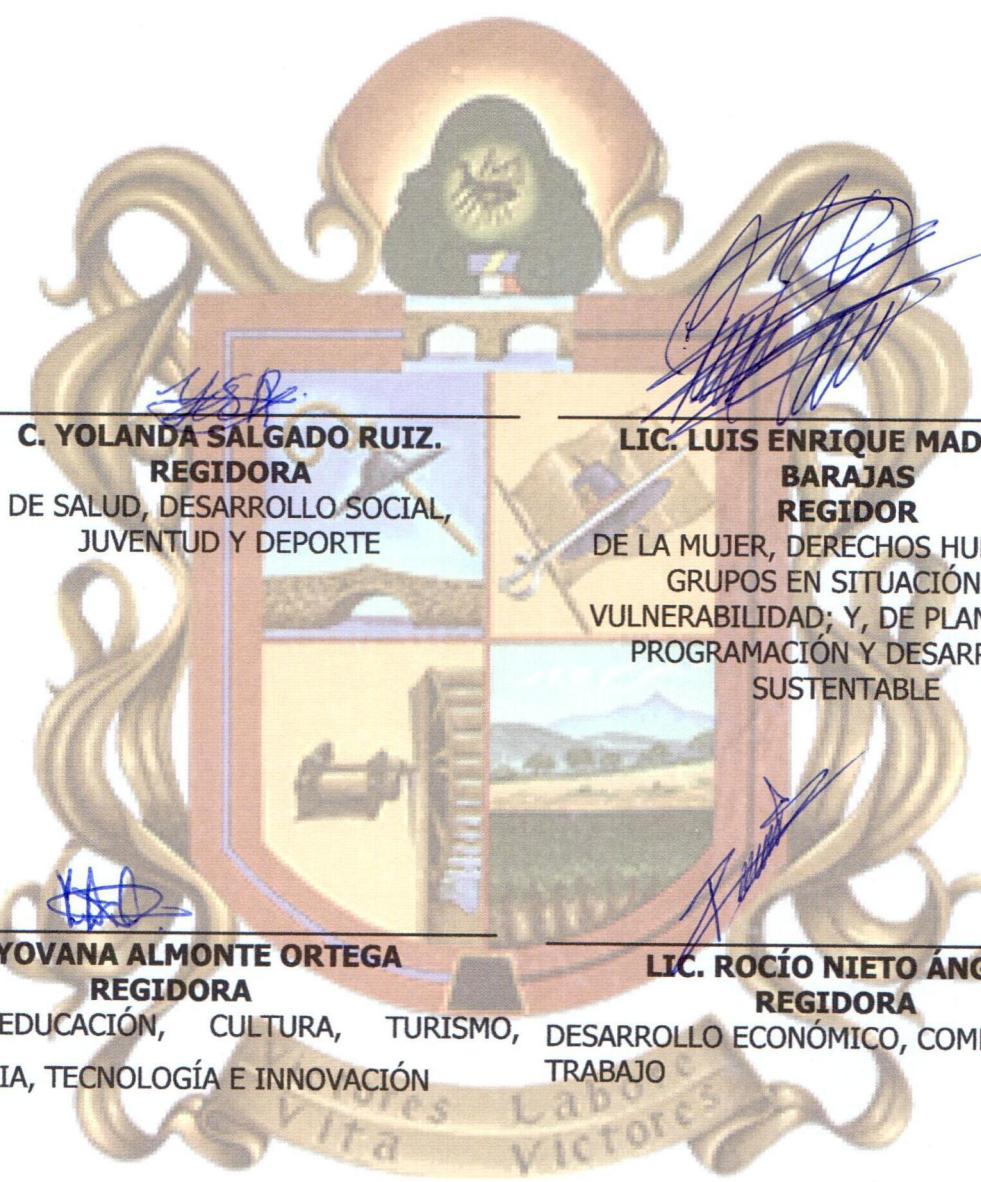 C. YOLANDA SALGADO RUIZ.
REGIDORA
DE SALUD, DESARROLLO SOCIAL,
JUVENTUD Y DEPORTE
LIC. LUIS ENRIQUE MAD
BARAJAS
REGIDOR
DE LA MUJER, DERECHOS HU
GRUPOS EN SITUACIÓN
VULNERABILIDAD; Y, DE PLAN
PROGRAMACIÓN Y DESARR
SUSTENTABLE
YOVANA ALMONTE ORTEGA
REGIDORA
EDUCACIÓN, CULTURA, TURISMO,
IA, TECNOLOGÍA E INNOVACIÓN
LIC. ROCÍO NIETO ÁNG
REGIDORA
DESARROLLO ECONÓMICO, COM
TRABAJO
Vita Victores